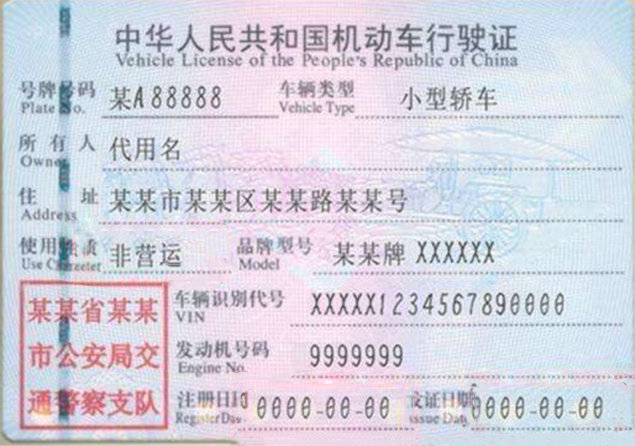 中华人民共和国机动车行驶证
Vehicle License of the People's Republic of China
号牌号码 某A88888 车辆类型 小型轿车
Plate No. Vehicle Type
所有人 代用名
Owner
住址 某某市某某区某某路某某号
Address
使用性质 非营运 品牌型号 某某牌 XXXXXX
Use Character Model
某某省某某
市公安局交
通警察支队
车辆识别代号 XXXXX1234567890000
VIN
发动机号码 9999999
Engine No.
注册日期 0000-00-00 发证日期 0000-00-00
Register Date Issue Date